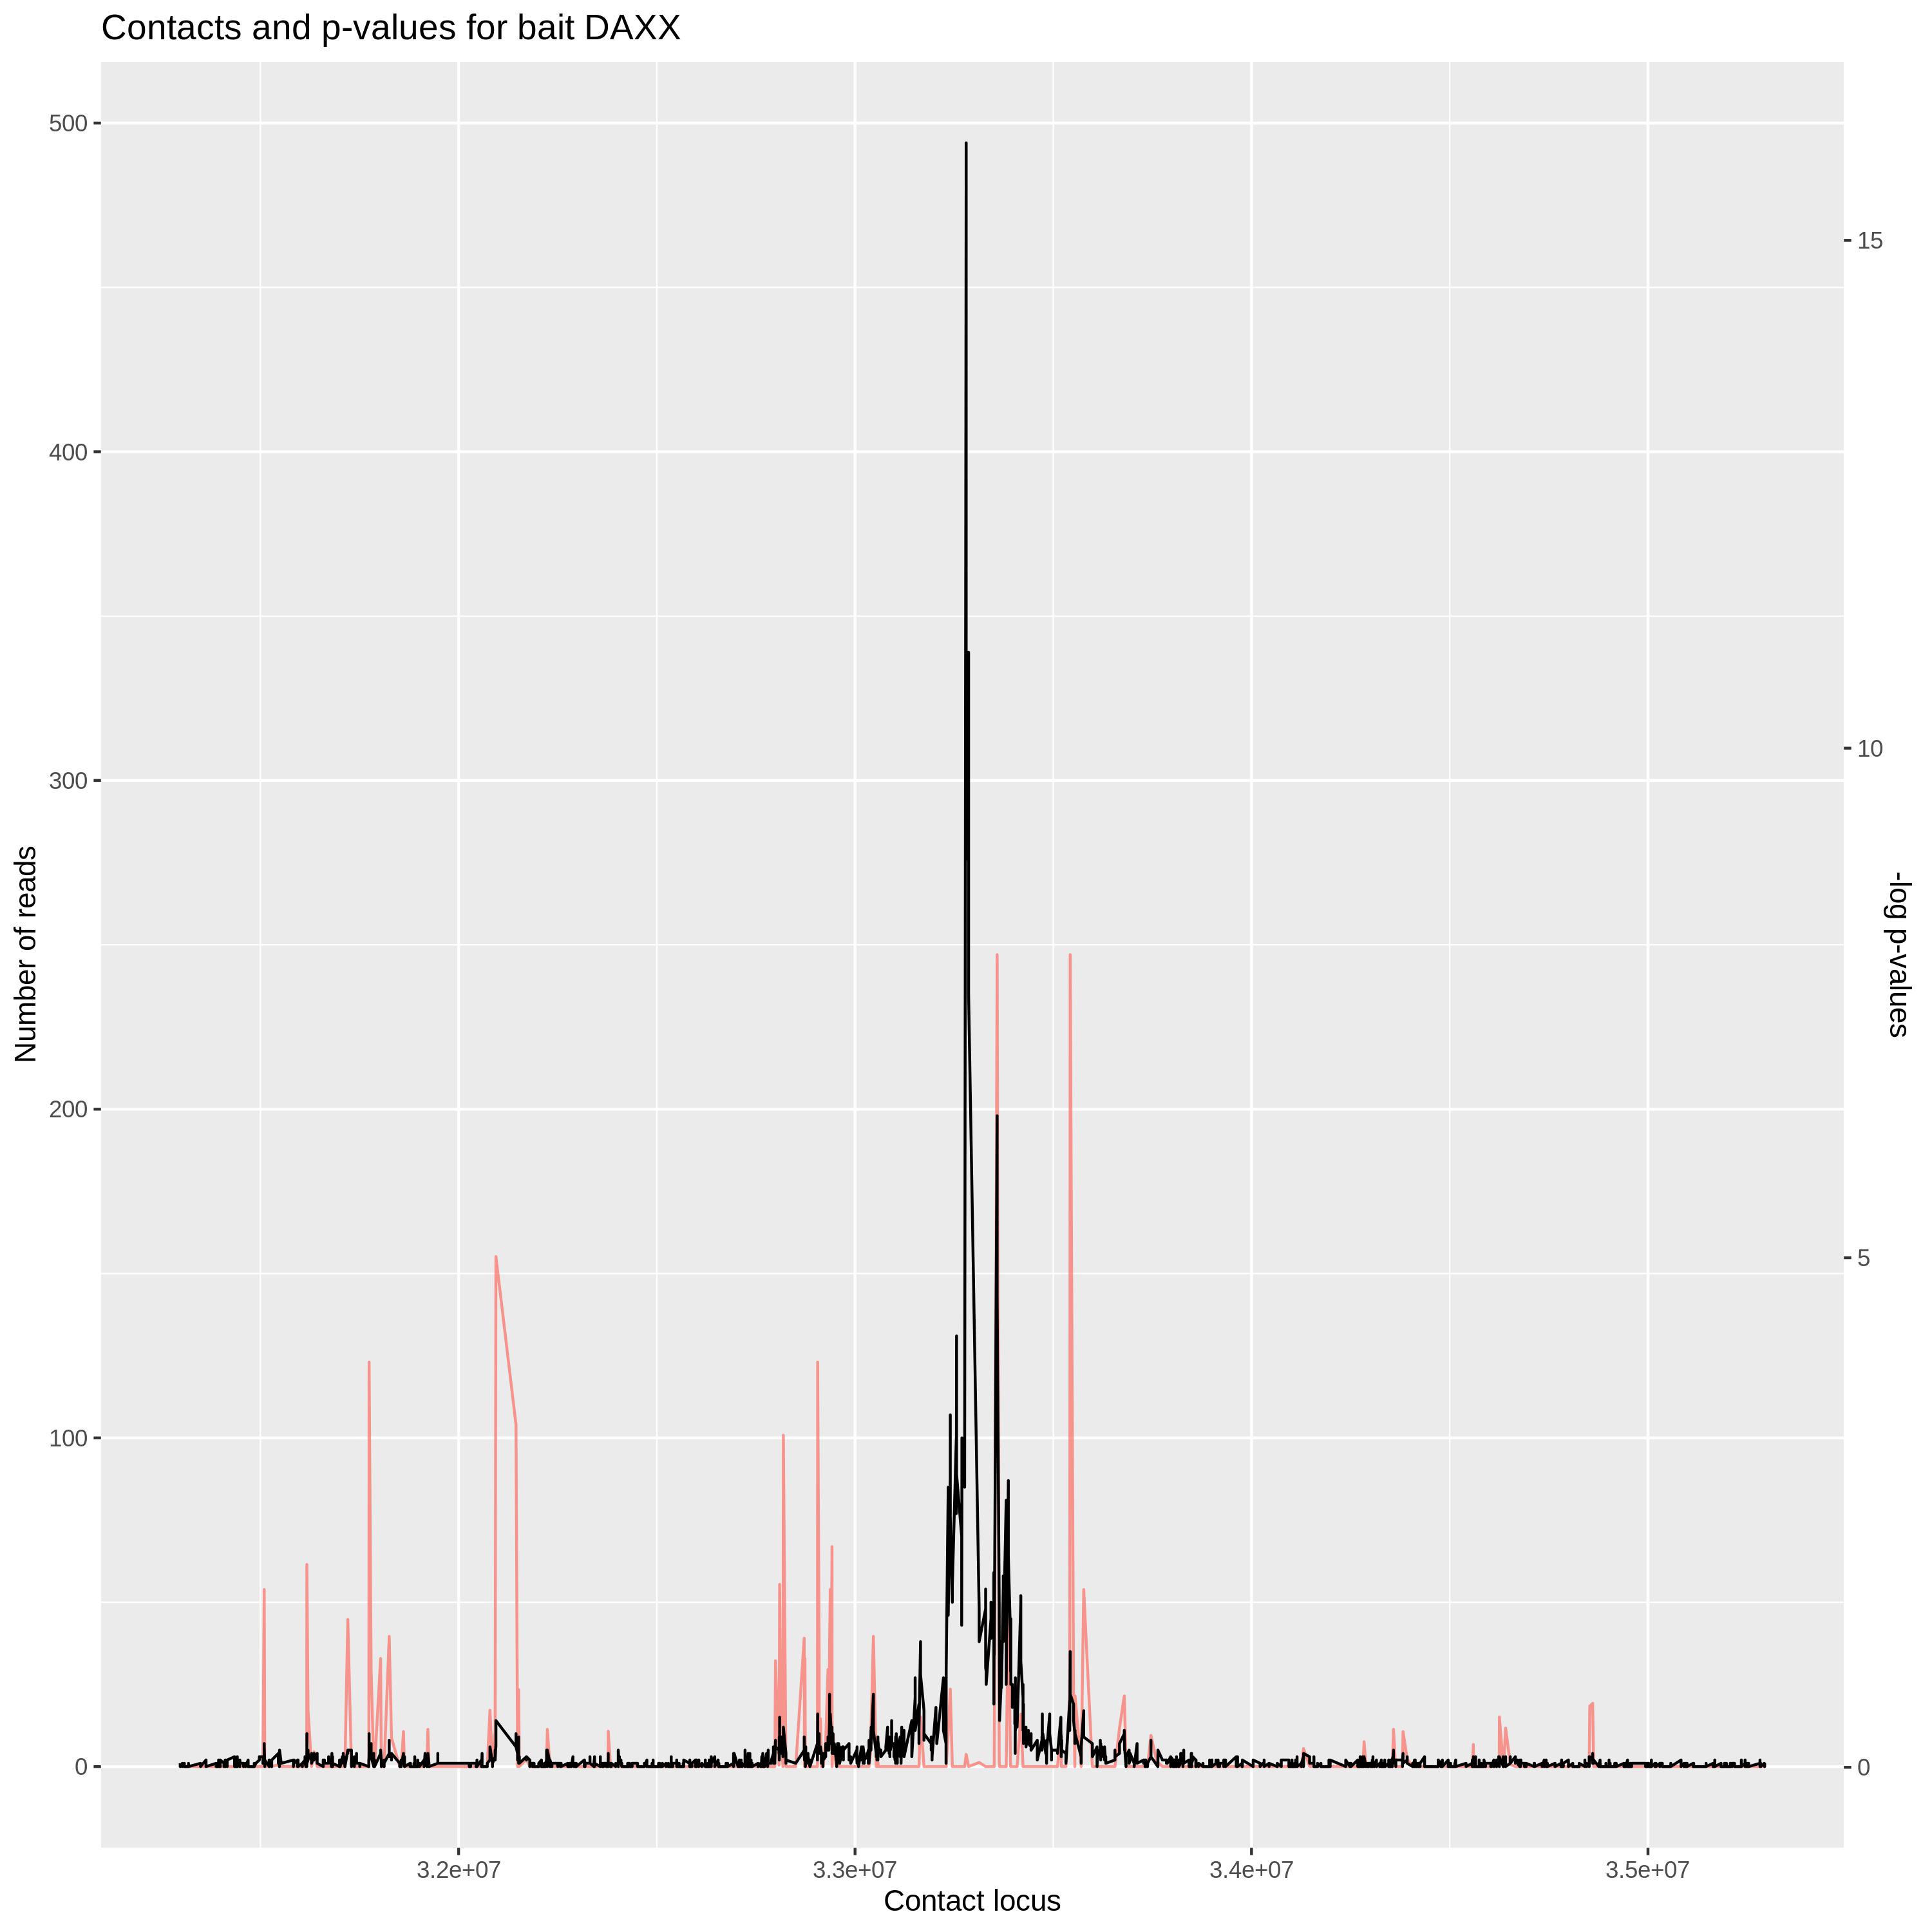 Contacts and p-values for bait DAXX
500
400
300
200
100
0
Number of reads
15
10
5
0
-log p-values
3.2e+07
3.3e+07
3.4e+07
3.5e+07
Contact locus